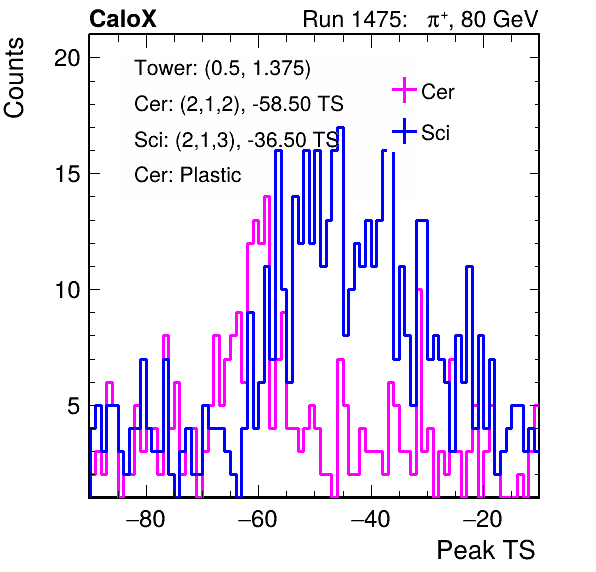 CaloX Run 1475: π⁺, 80 GeV
Counts
Tower: (0.5, 1.375)
Cer: (2,1,2), -58.50 TS
Sci: (2,1,3), -36.50 TS
Cer: Plastic
Cer
Sci
20
15
10
5
−80 −60 −40 −20
Peak TS